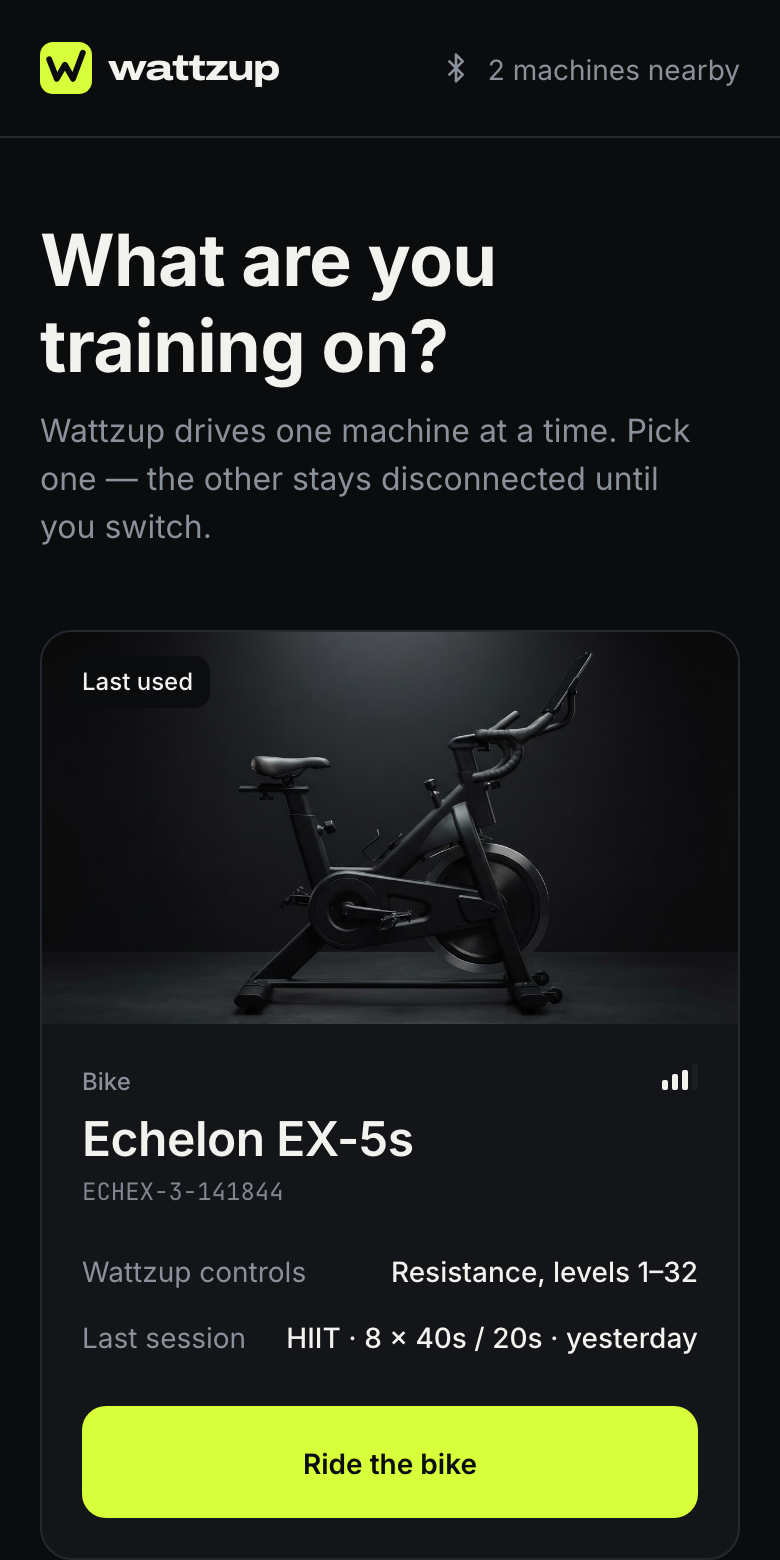 wattzup
2 machines nearby
What are you
training on?
Wattzup drives one machine at a time. Pick
one — the other stays disconnected until
you switch.
Last used
Bike
Echelon EX-5s
ECHEX-3-141844
Wattzup controls Resistance, levels 1–32
Last session HIIT · 8 × 40s / 20s · yesterday
Ride the bike